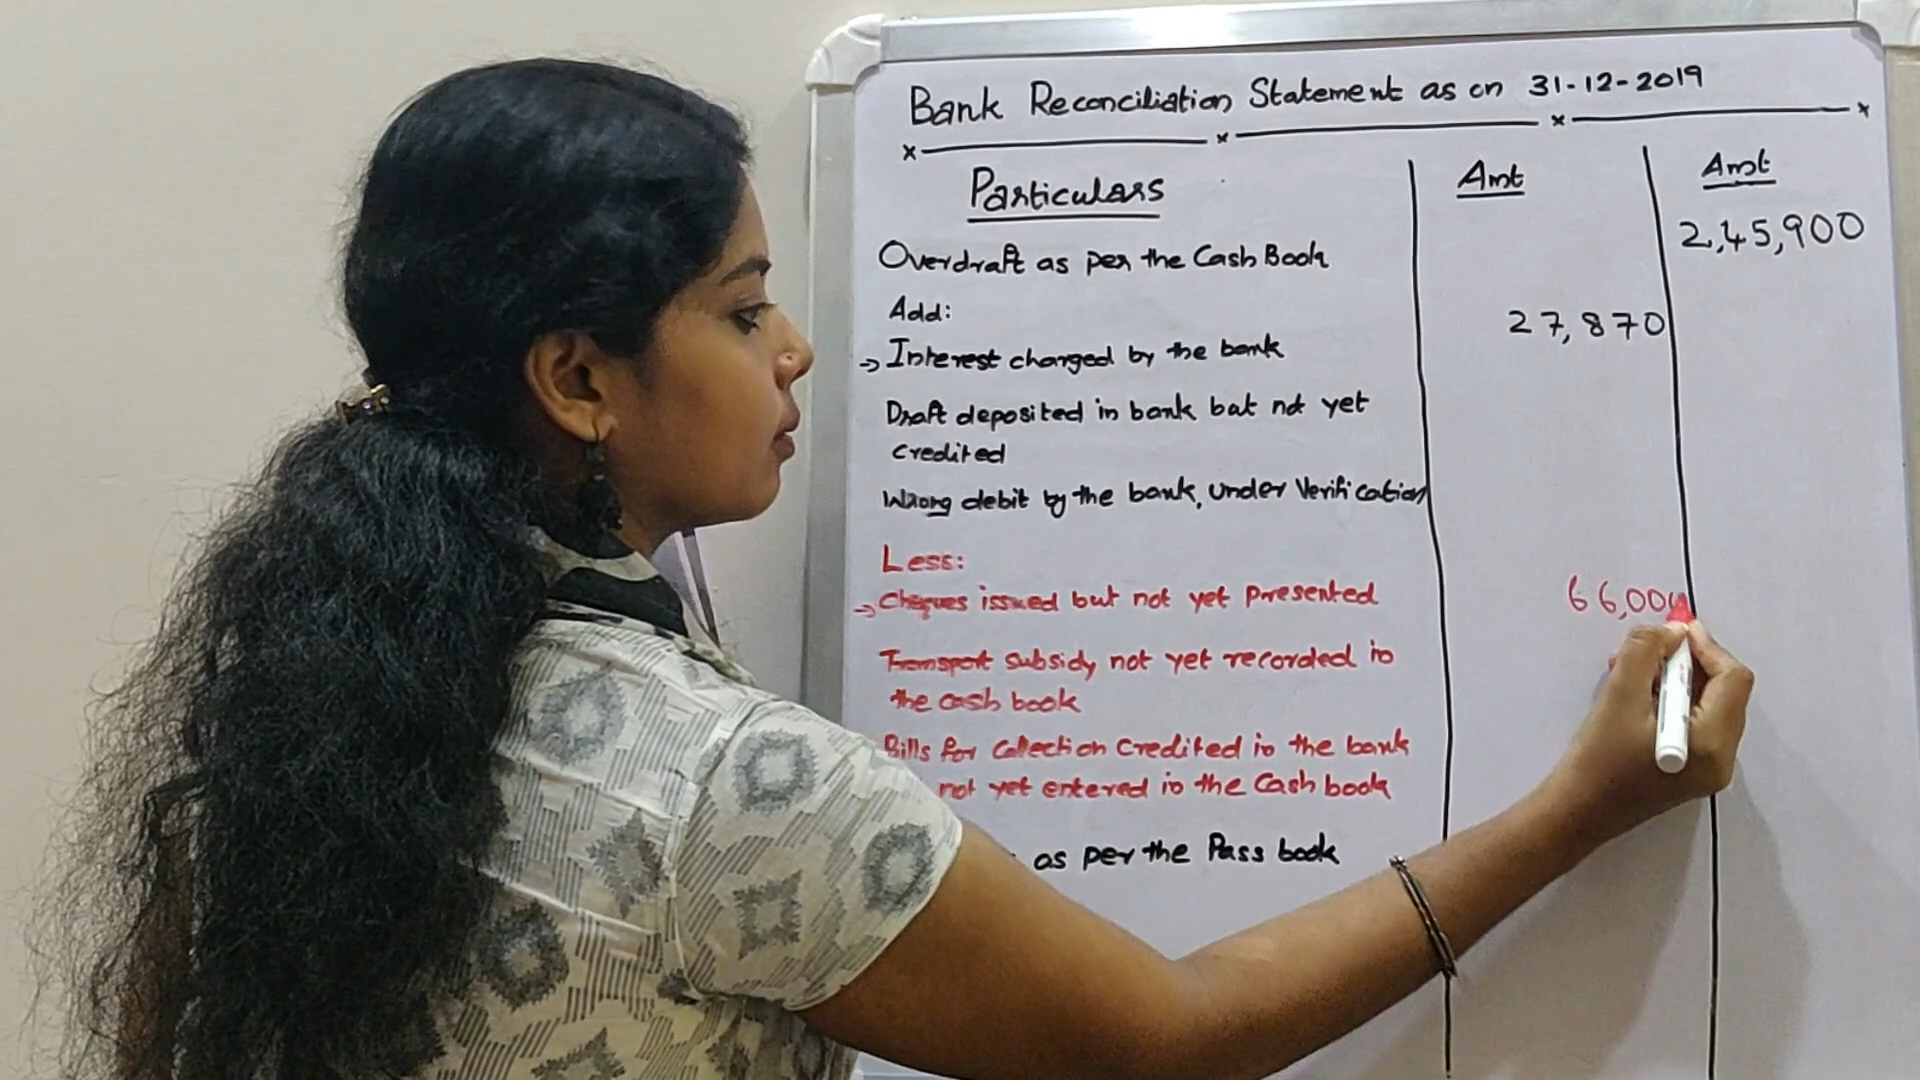 Bank Reconciliation Statement as on 31-12-2019
Particulars
Amt
Amt
Overdraft as per the Cash Book
2,45,900
Add:
→ Interest charged by the bank
27,870
Draft deposited in bank but not yet
credited
Wrong debit by the bank, under Verification
Less:
→ Cheques issued but not yet presented
66,000
Transport subsidy not yet recorded in
the cash book
Bills for Collection credited in the bank
not yet entered in the Cash book
as per the Pass book